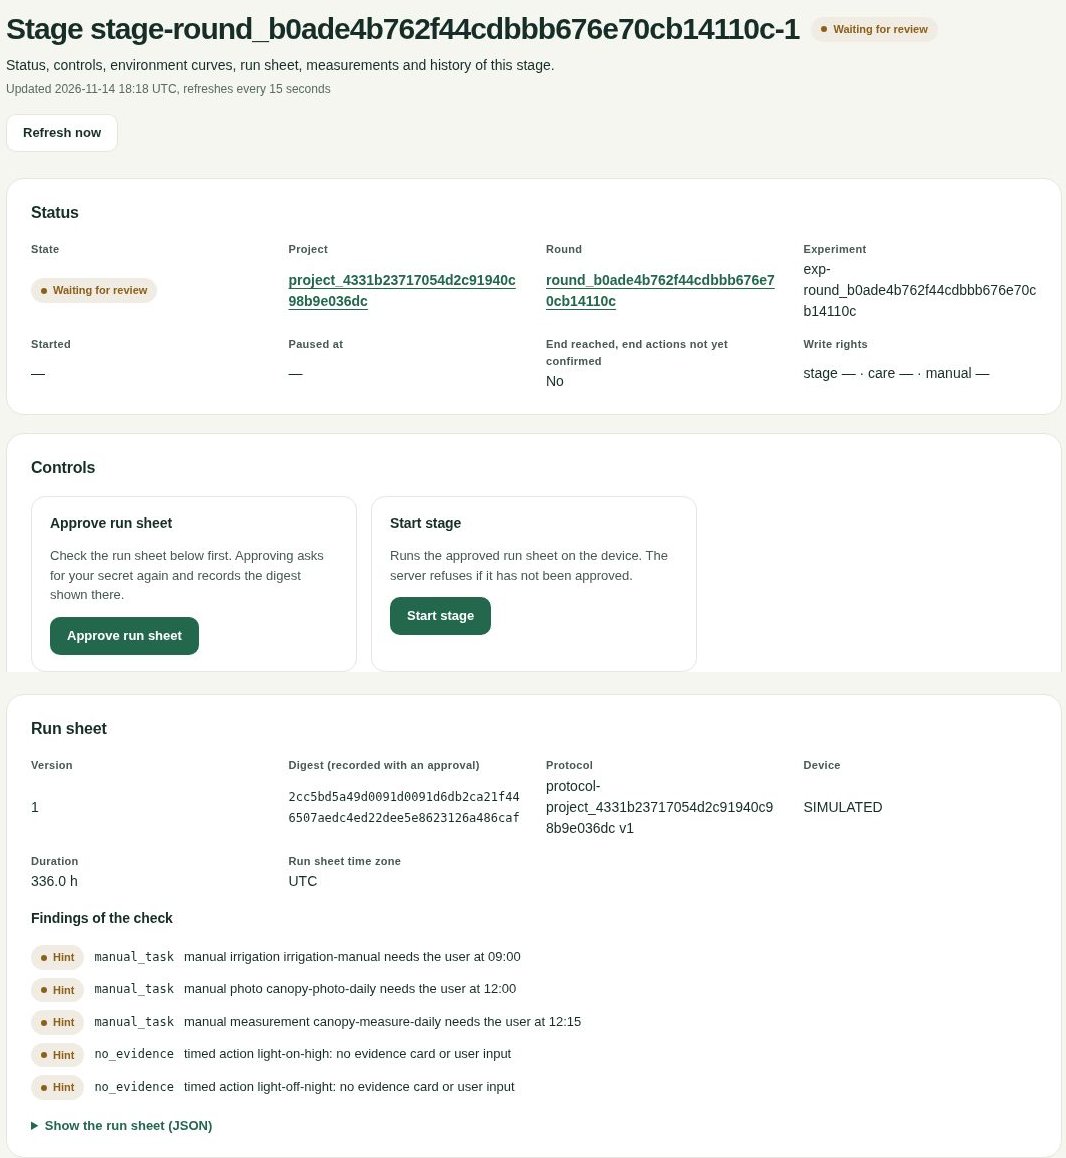 Stage stage-round_b0ade4b762f44cdbbb676e70cb14110c-1 Waiting for review
Status, controls, environment curves, run sheet, measurements and history of this stage.
Updated 2026-11-14 18:18 UTC, refreshes every 15 seconds
Refresh now
Status
State
Waiting for review
Project
project_4331b23717054d2c91940c
98b9e036dc
Round
round_b0ade4b762f44cdbbb676e7
0cb14110c
Experiment
exp-
round_b0ade4b762f44cdbbb676e70c
b14110c
Started
—
Paused at
—
End reached, end actions not yet
confirmed
No
Write rights
stage — · care — · manual —
Controls
Approve run sheet
Check the run sheet below first. Approving asks
for your secret again and records the digest
shown there.
Approve run sheet
Start stage
Runs the approved run sheet on the device. The
server refuses if it has not been approved.
Start stage
Run sheet
Version
1
Digest (recorded with an approval)
2cc5bd5a49d0091d0091d6db2ca21f44
6507aedc4ed22dee5e8623126a486caf
Protocol
protocol-
project_4331b23717054d2c91940c9
8b9e036dc v1
Device
SIMULATED
Duration
336.0 h
Run sheet time zone
UTC
Findings of the check
Hint manual_task manual irrigation irrigation-manual needs the user at 09:00
Hint manual_task manual photo canopy-photo-daily needs the user at 12:00
Hint manual_task manual measurement canopy-measure-daily needs the user at 12:15
Hint no_evidence timed action light-on-high: no evidence card or user input
Hint no_evidence timed action light-off-night: no evidence card or user input
Show the run sheet (JSON)